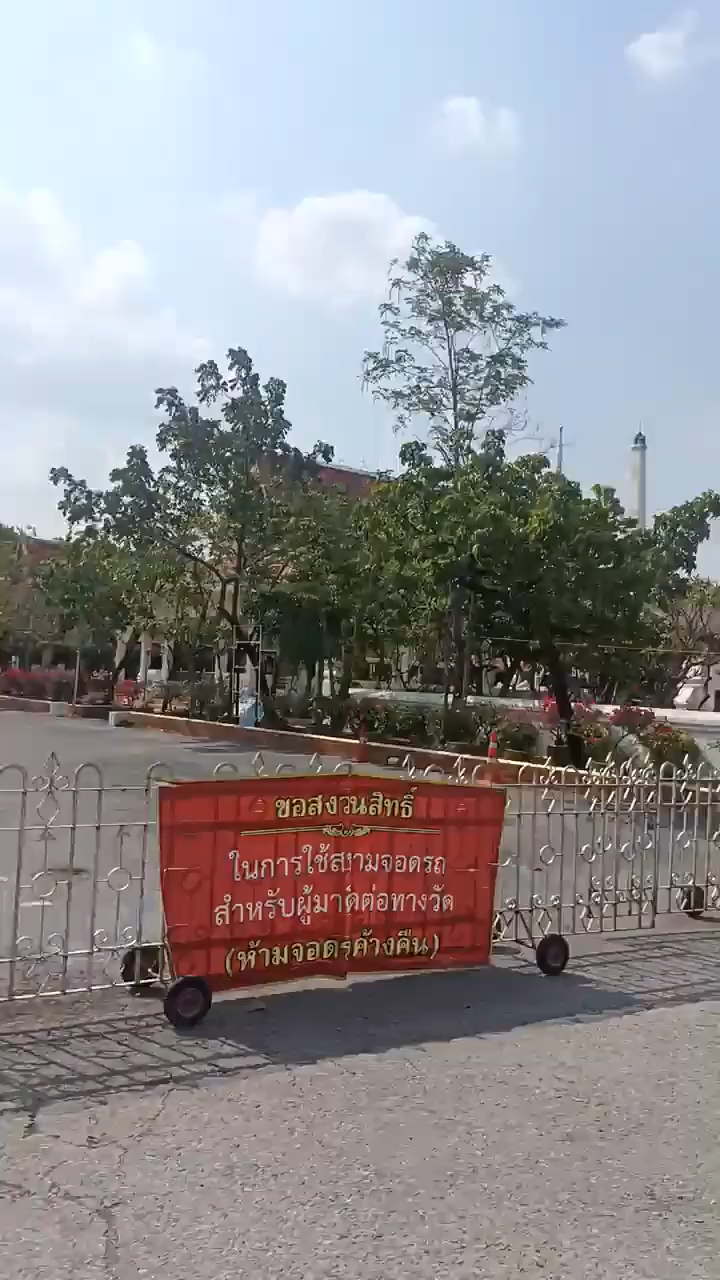 ขอสงวนสิทธิ์
ในการใช้สนามจอดรถ
สำหรับผู้มาติดต่อทางวัด
(ห้ามจอดรถค้างคืน)